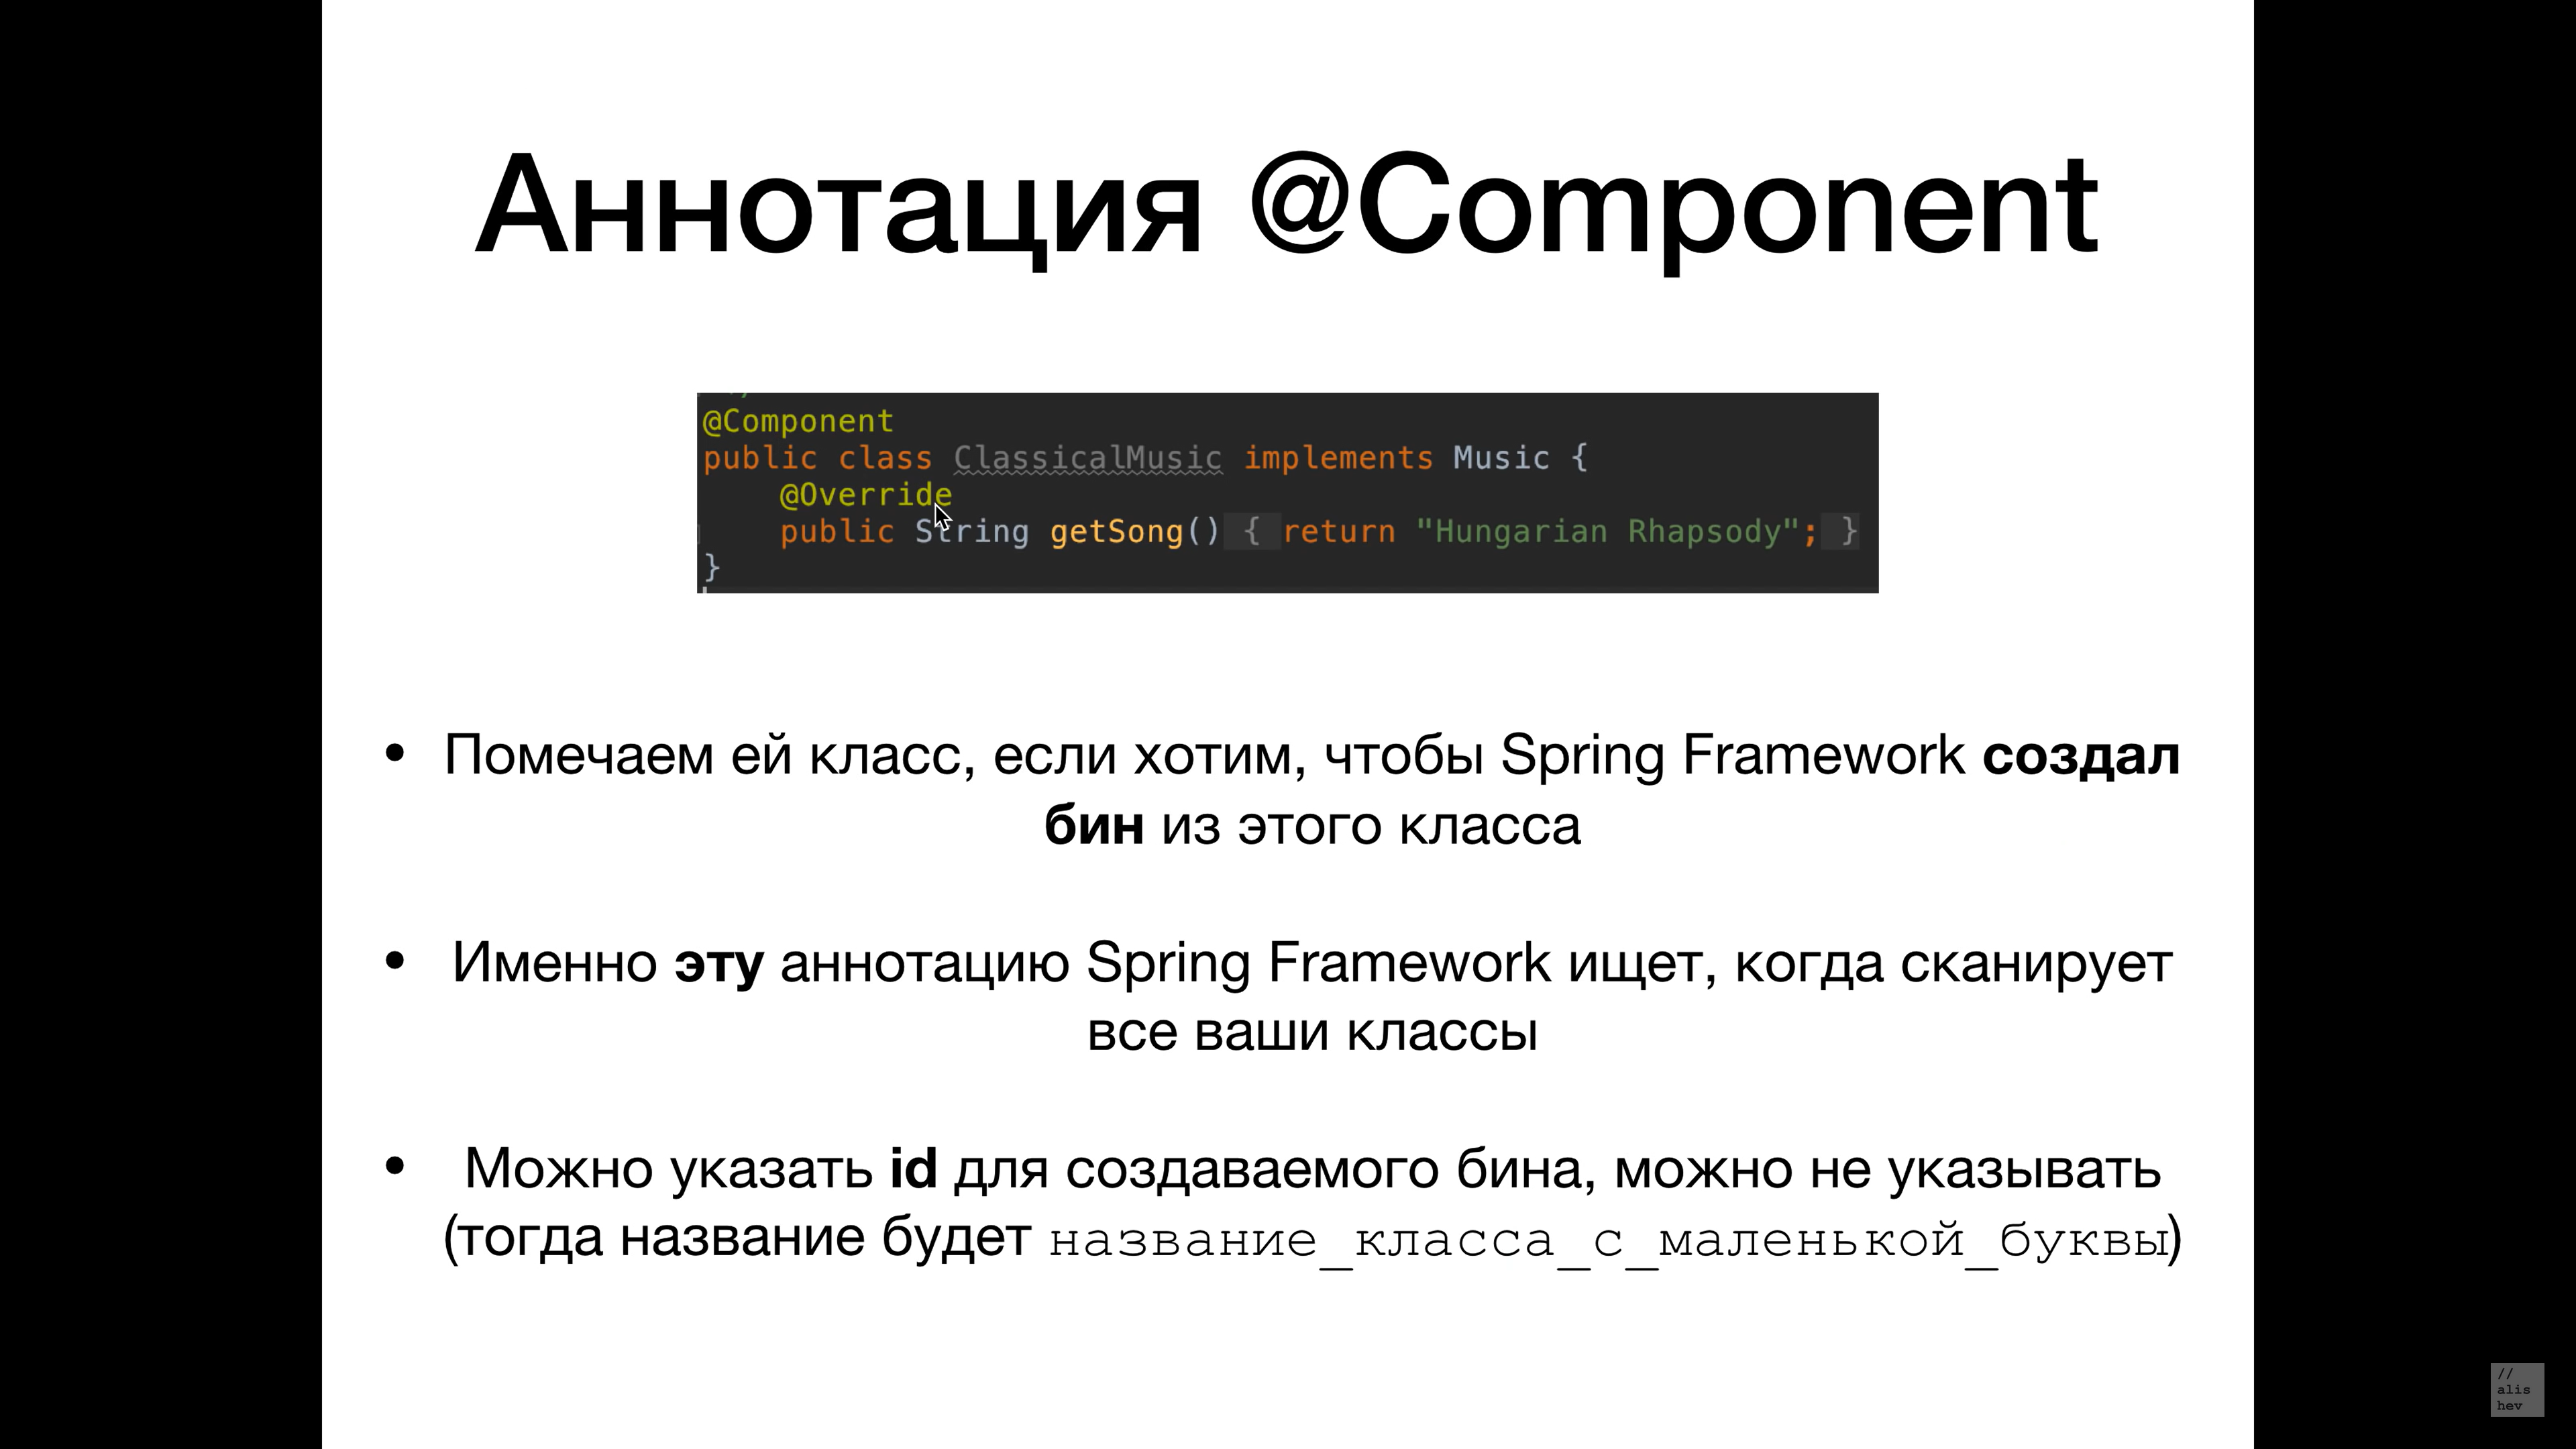 Аннотация @Component
@Component
public class ClassicalMusic implements Music {
@Override
public String getSong() { return "Hungarian Rhapsody"; }
}
• Помечаем ей класс, если хотим, чтобы Spring Framework создал
бин из этого класса
• Именно эту аннотацию Spring Framework ищет, когда сканирует
все ваши классы
• Можно указать id для создаваемого бина, можно не указывать
(тогда название будет название_класса_с_маленькой_буквы)
//
alis
hev